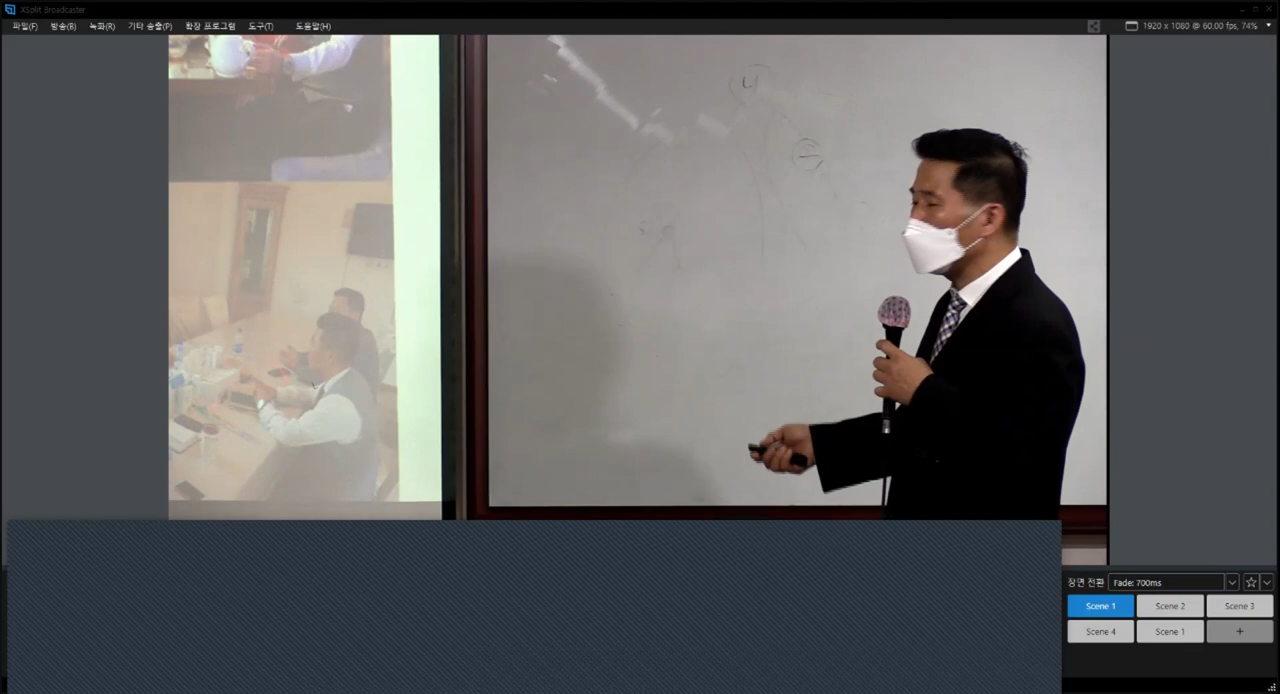 XSplit Broadcaster
파일(F) 방송(B) 녹화(R) 기타 송출(P) 확장 프로그램 도구(T) 도움말(H)
1920 x 1080 @ 60.00 fps, 74%
장면 전환 Fade: 700ms
Scene 1 Scene 2 Scene 3
Scene 4 Scene 1 +